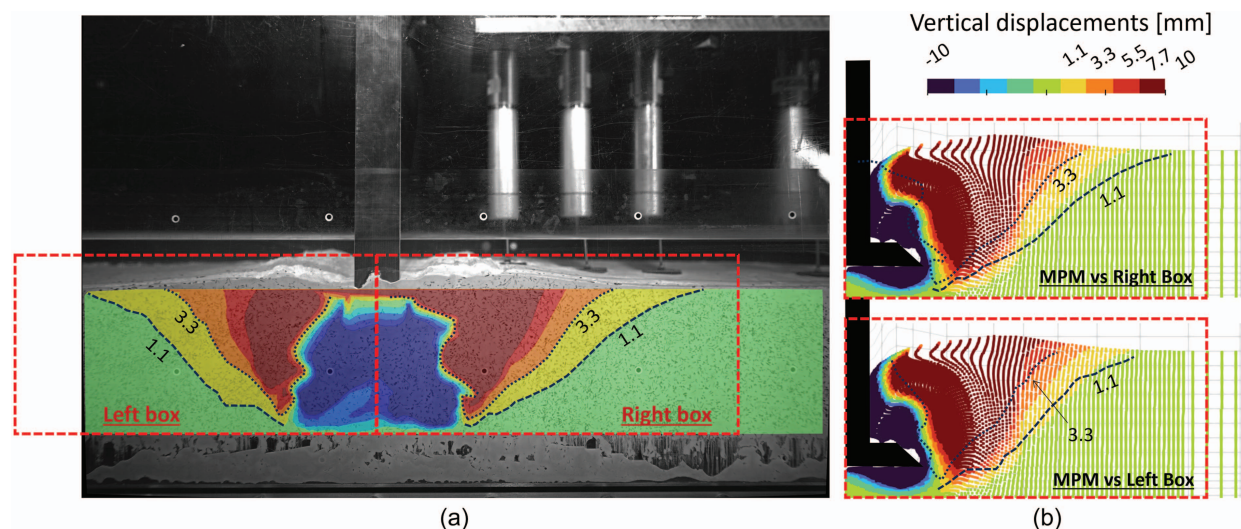 Vertical displacements [mm]
-10 1.1 3.3 5.5 7.7 10
3.3
1.1
3.3
1.1
Left box
Right box
3.3
1.1
MPM vs Right Box
1.1
3.3
MPM vs Left Box
(a)
(b)